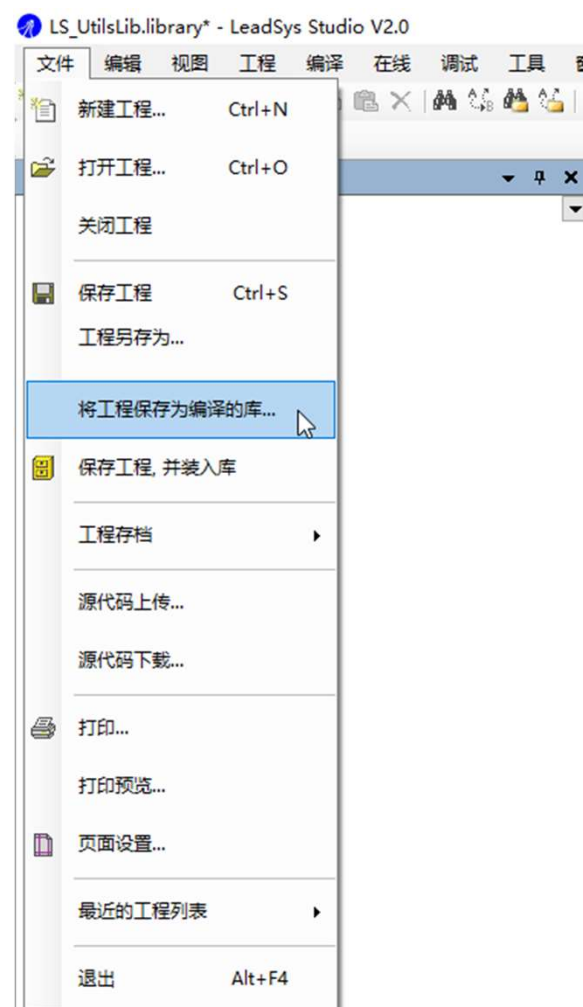 LS_UtilsLib.library* - LeadSys Studio V2.0
文件 编辑 视图 工程 编译 在线 调试 工具
新建工程... Ctrl+N
打开工程... Ctrl+O
关闭工程
保存工程 Ctrl+S
工程另存为...
将工程保存为编译的库...
保存工程, 并装入库
工程存档
源代码上传...
源代码下载...
打印...
打印预览...
页面设置...
最近的工程列表
退出 Alt+F4